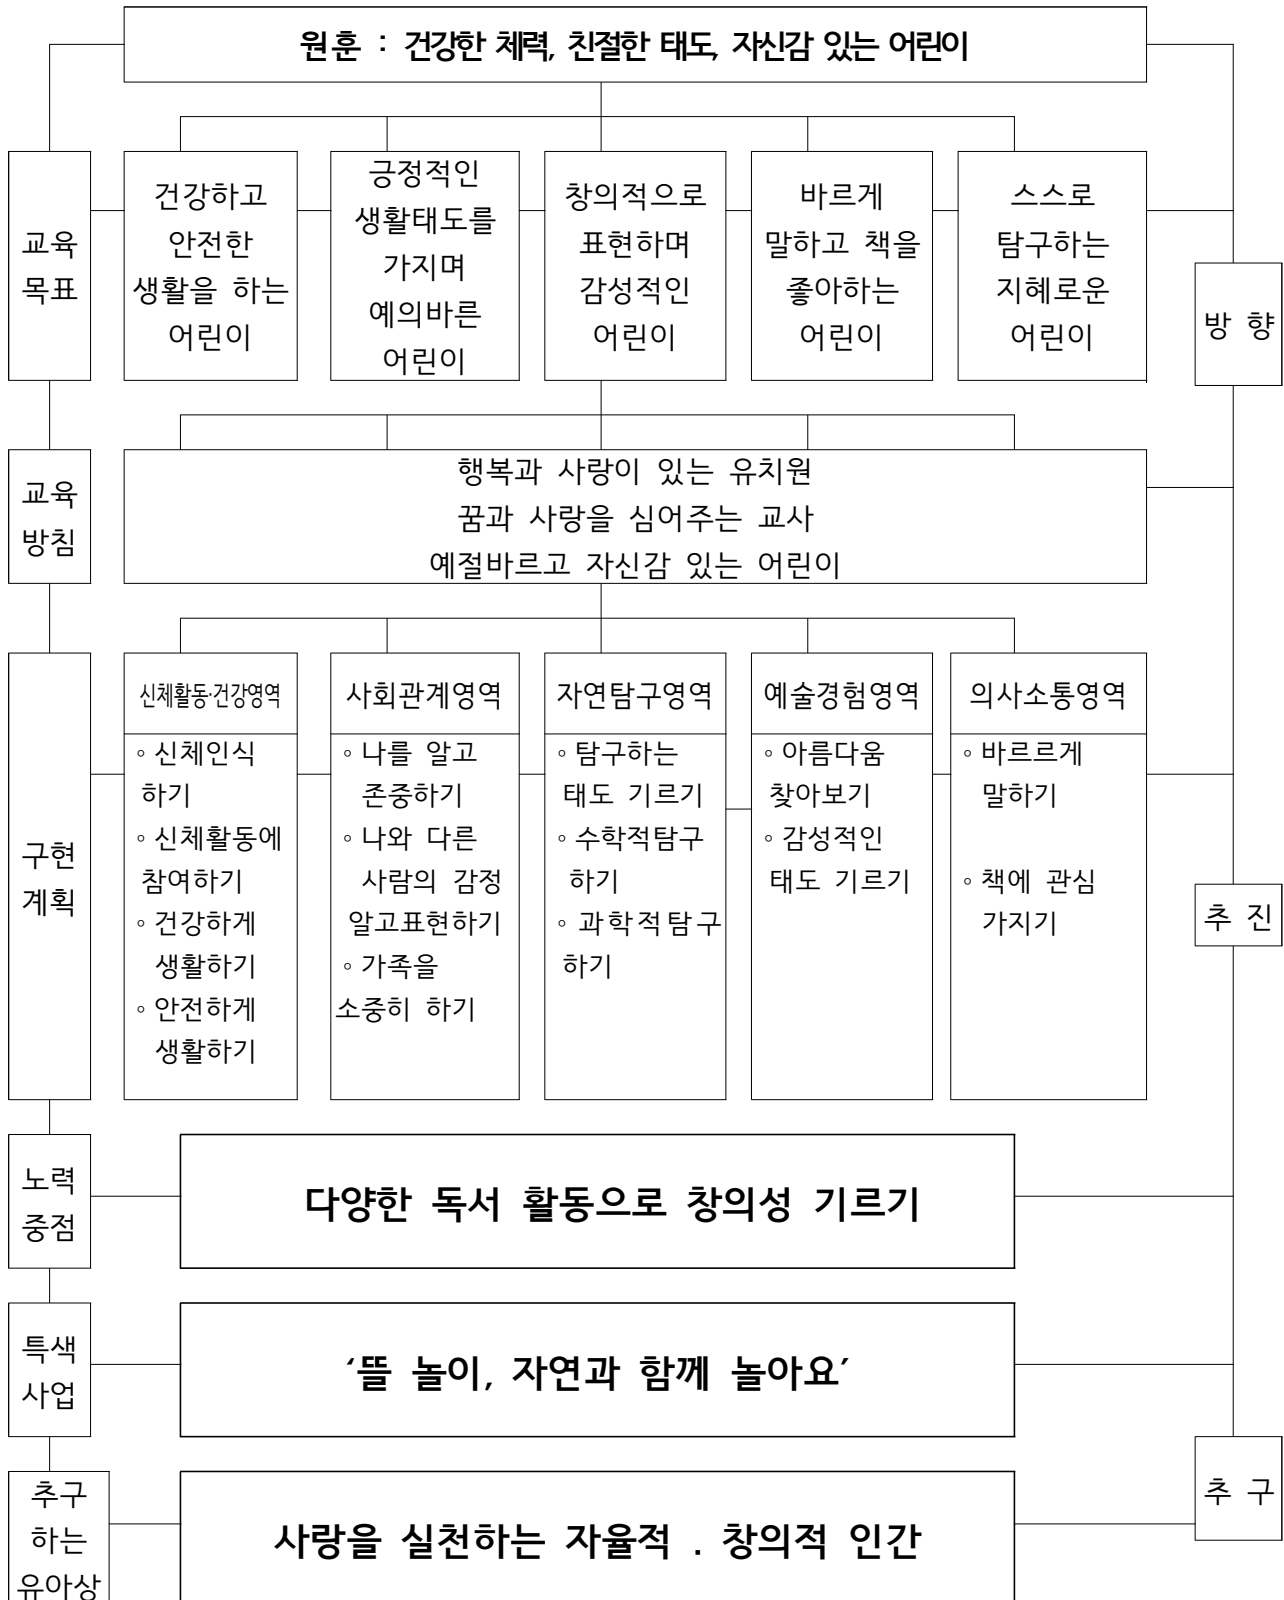 원훈 : 건강한 체력, 친절한 태도, 자신감 있는 어린이
교육
목표
건강하고
안전한
생활을 하는
어린이
긍정적인
생활태도를
가지며
예의바른
어린이
창의적으로
표현하며
감성적인
어린이
바르게
말하고 책을
좋아하는
어린이
스스로
탐구하는
지혜로운
어린이
방 향
교육
방침
행복과 사랑이 있는 유치원
꿈과 사랑을 심어주는 교사
예절바르고 자신감 있는 어린이
구현
계획
신체활동·건강영역
◦ 신체인식
하기
◦ 신체활동에
참여하기
◦ 건강하게
생활하기
◦ 안전하게
생활하기
사회관계영역
◦ 나를 알고
존중하기
◦ 나와 다른
사람의 감정
알고표현하기
◦ 가족을
소중히 하기
자연탐구영역
◦ 탐구하는
태도 기르기
◦ 수학적탐구
하기
◦ 과학적탐구
하기
예술경험영역
◦ 아름다움
찾아보기
◦ 감성적인
태도 기르기
의사소통영역
◦ 바르르게
말하기
◦ 책에 관심
가지기
추 진
노력
중점
다양한 독서 활동으로 창의성 기르기
특색
사업
‘뜰 놀이, 자연과 함께 놀아요’
추구
하는
유아상
사랑을 실천하는 자율적 . 창의적 인간
추 구